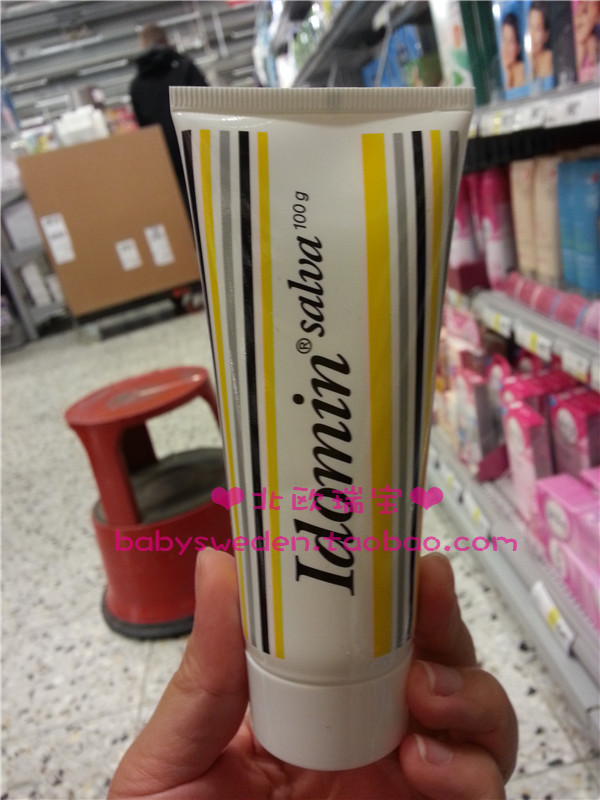 Idomin® salva 100 g
❤北欧瑞宝❤
babysweden.taobao.com